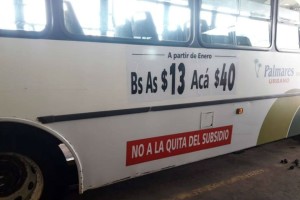 A partir de Enero
Bs As $13 Acá $40
Palmares
NO A LA QUITA DEL SUBSIDIO